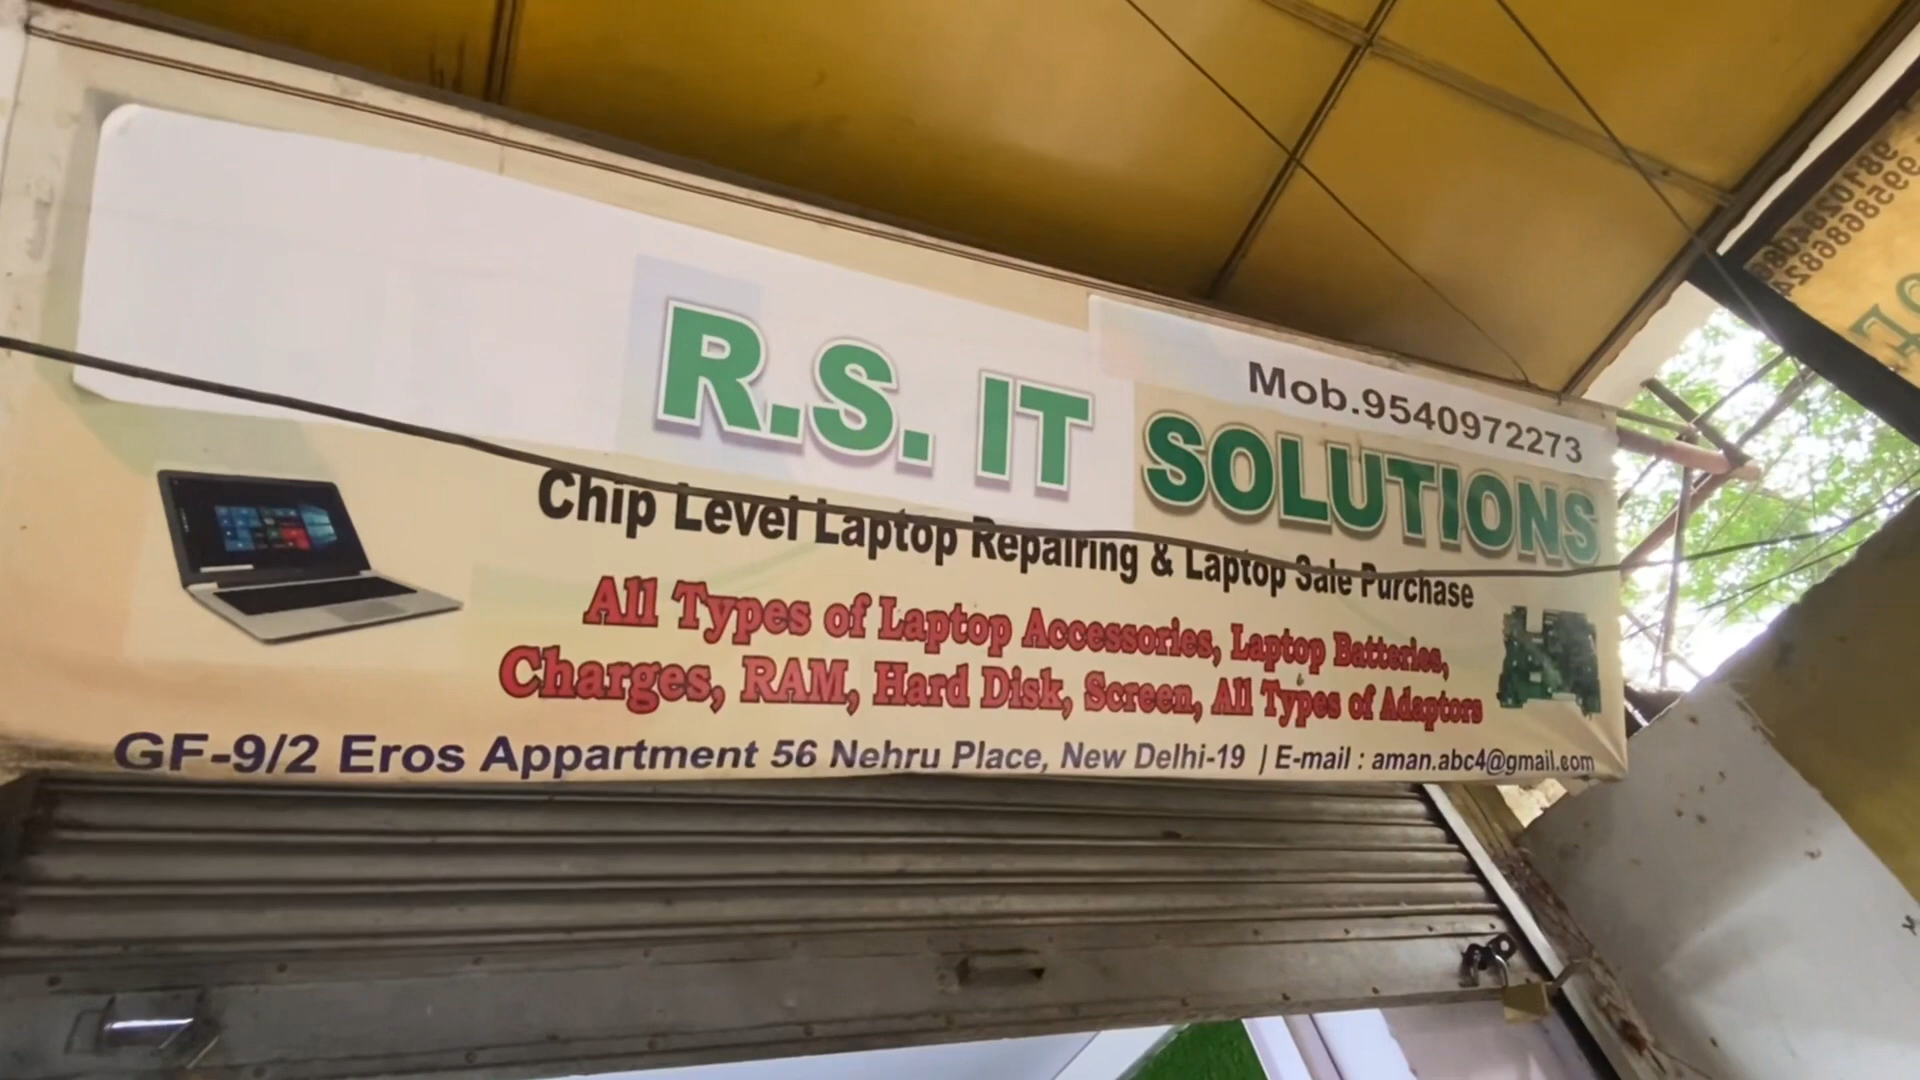 Mob.9540972273
R.S. IT SOLUTIONS
Chip Level Laptop Repairing & Laptop Sale Purchase
All Types of Laptop Accessories, Laptop Batteries,
Charges, RAM, Hard Disk, Screen, All Types of Adaptors
GF-9/2 Eros Appartment 56 Nehru Place, New Delhi-19 | E-mail : aman.abc4@gmail.com